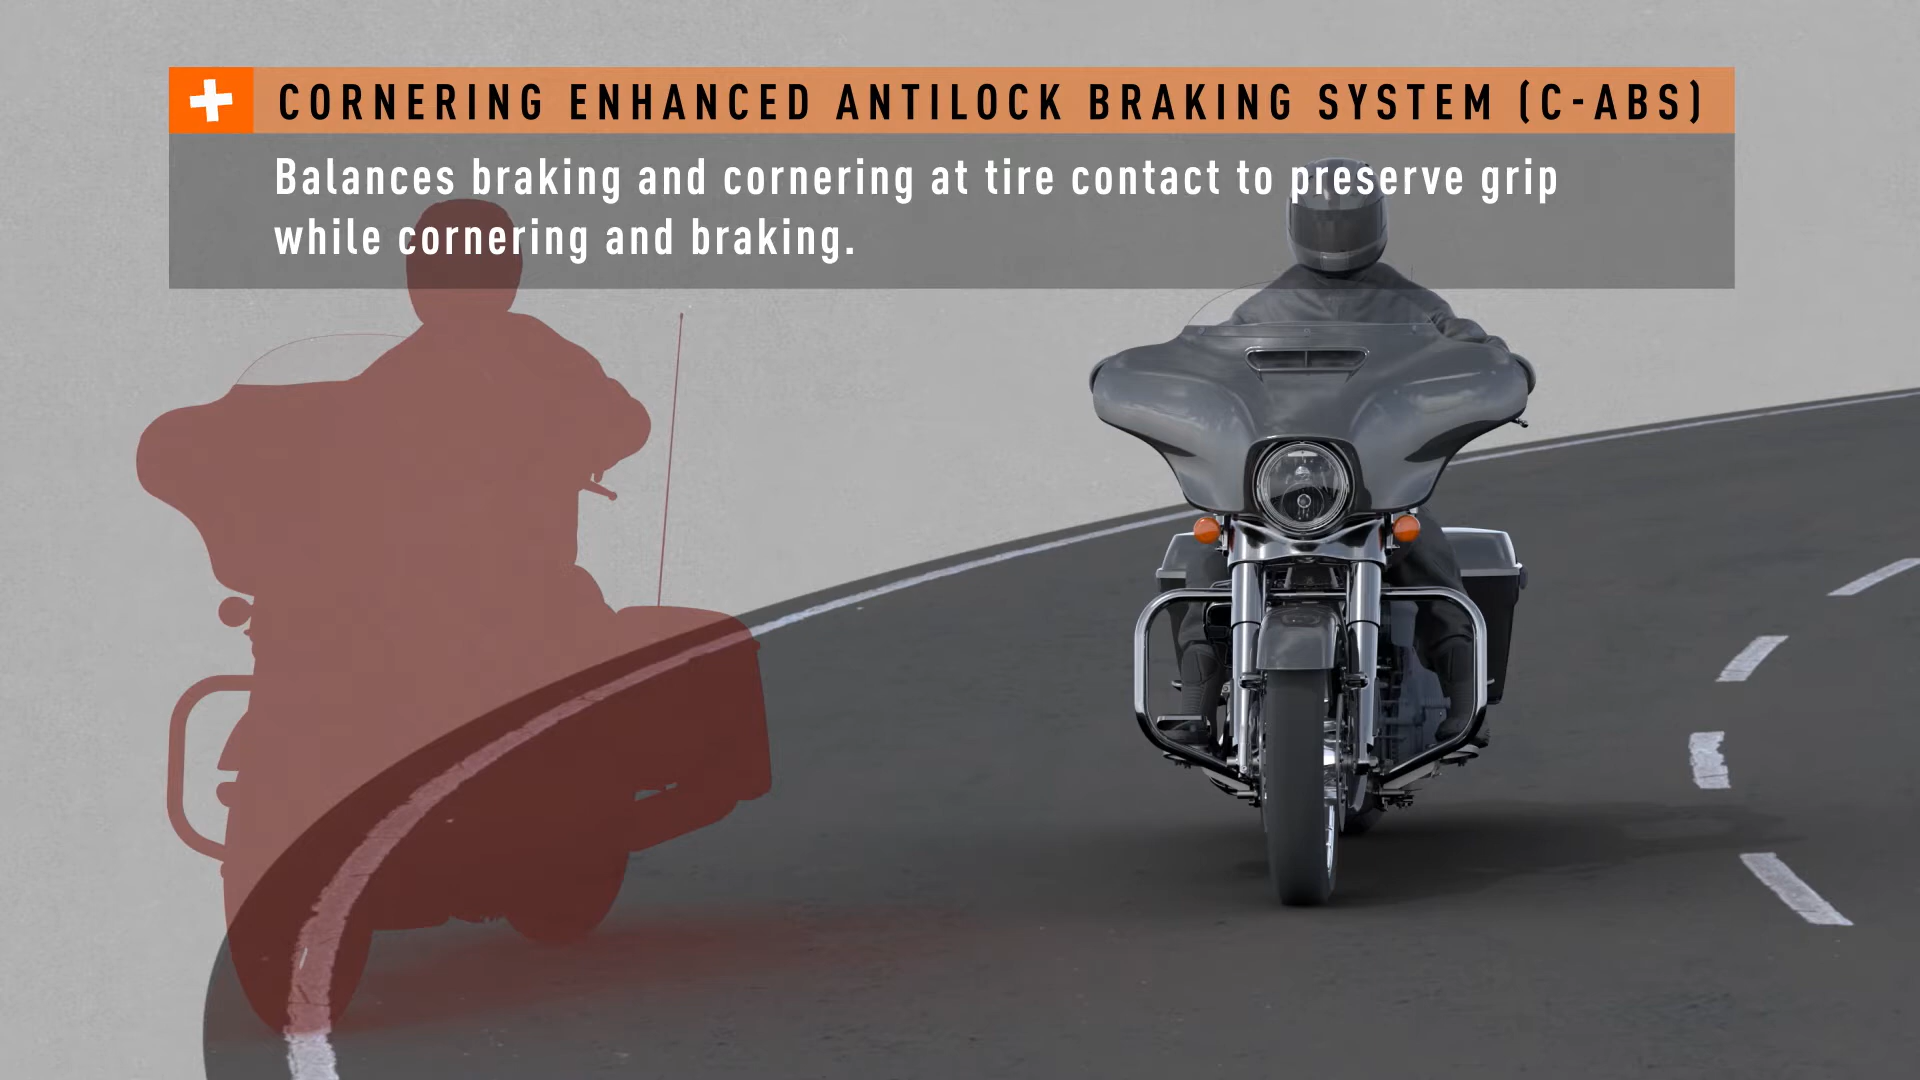 CORNERING ENHANCED ANTILOCK BRAKING SYSTEM (C-ABS)
Balances braking and cornering at tire contact to preserve grip
while cornering and braking.